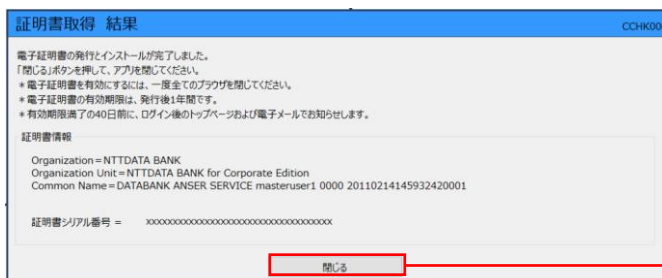 証明書取得 結果
CCHK00
電子証明書の発行とインストールが完了しました。
「閉じる」ボタンを押して、アプリを閉じてください。
*電子証明書を有効にするには、一度全てのブラウザを閉じてください。
*電子証明書の有効期限は、発行後1年間です。
*有効期限満了の40日前に、ログイン後のトップページおよび電子メールでお知らせします。
証明書情報
Organization=NTTDATA BANK
Organization Unit=NTTDATA BANK for Corporate Edition
Common Name=DATABANK ANSER SERVICE masteruser1 0000 20110214145932420001
証明書シリアル番号 = xxxxxxxxxxxxxxxxxxxxxxxxxxxxxxxxxxx
閉じる